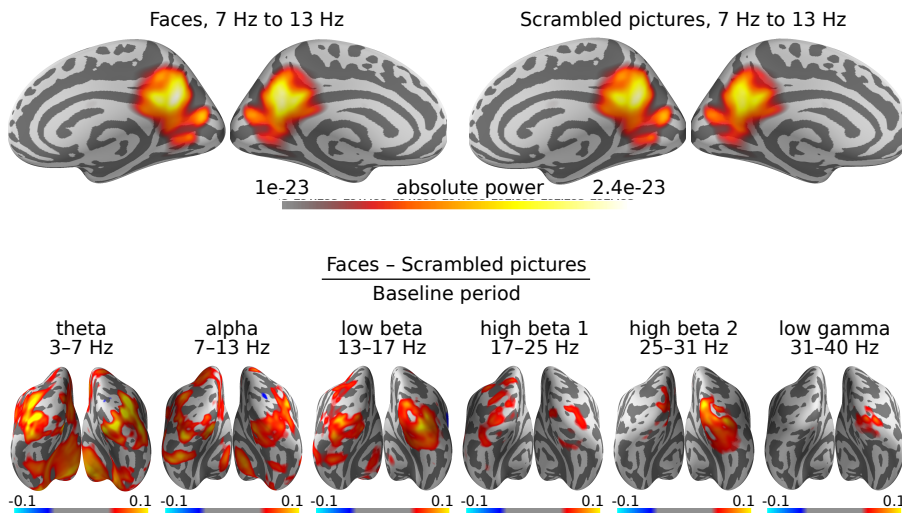 Faces, 7 Hz to 13 Hz
Scrambled pictures, 7 Hz to 13 Hz
1e-23 absolute power 2.4e-23
Faces – Scrambled pictures
Baseline period
theta
3–7 Hz
alpha
7–13 Hz
low beta
13–17 Hz
high beta 1
17–25 Hz
high beta 2
25–31 Hz
low gamma
31–40 Hz
-0.1 0.1
-0.1 0.1
-0.1 0.1
-0.1 0.1
-0.1 0.1
-0.1 0.1